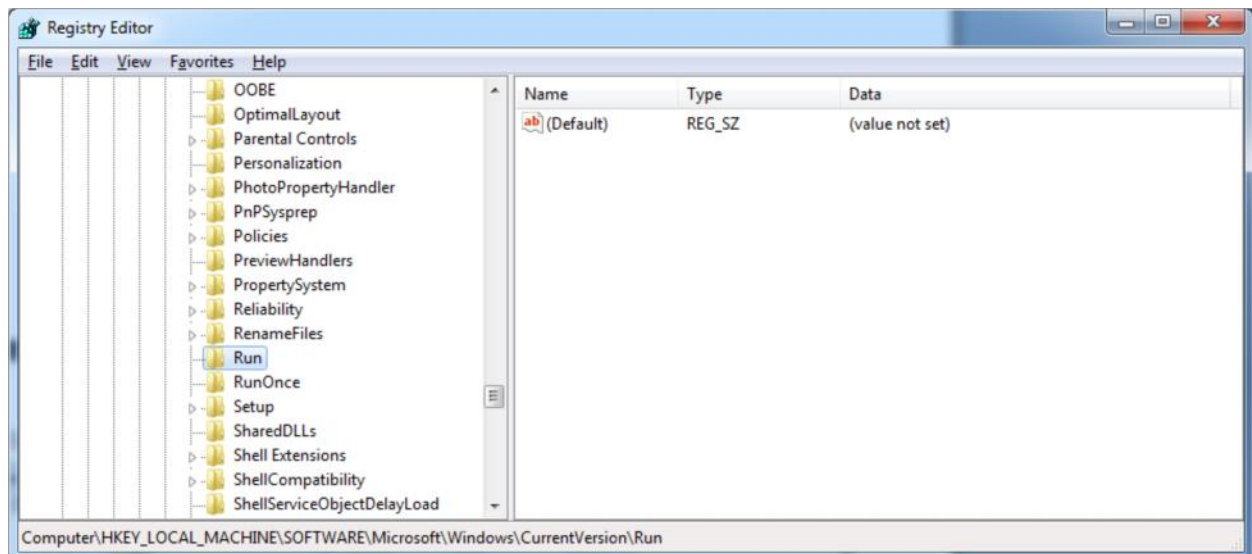 Registry Editor
File Edit View Favorites Help
OOBE
OptimalLayout
Parental Controls
Personalization
PhotoPropertyHandler
PnPSysprep
Policies
PreviewHandlers
PropertySystem
Reliability
RenameFiles
Run
RunOnce
Setup
SharedDLLs
Shell Extensions
ShellCompatibility
ShellServiceObjectDelayLoad
Name Type Data
ab (Default) REG_SZ (value not set)
Computer\HKEY_LOCAL_MACHINE\SOFTWARE\Microsoft\Windows\CurrentVersion\Run